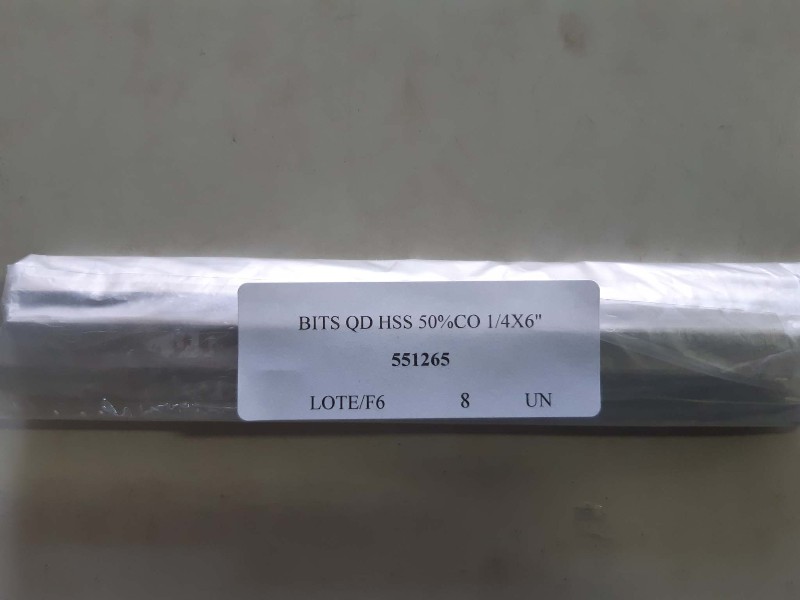 BITS QD HSS 50%CO 1/4X6"
551265
LOTE/F6 8 UN